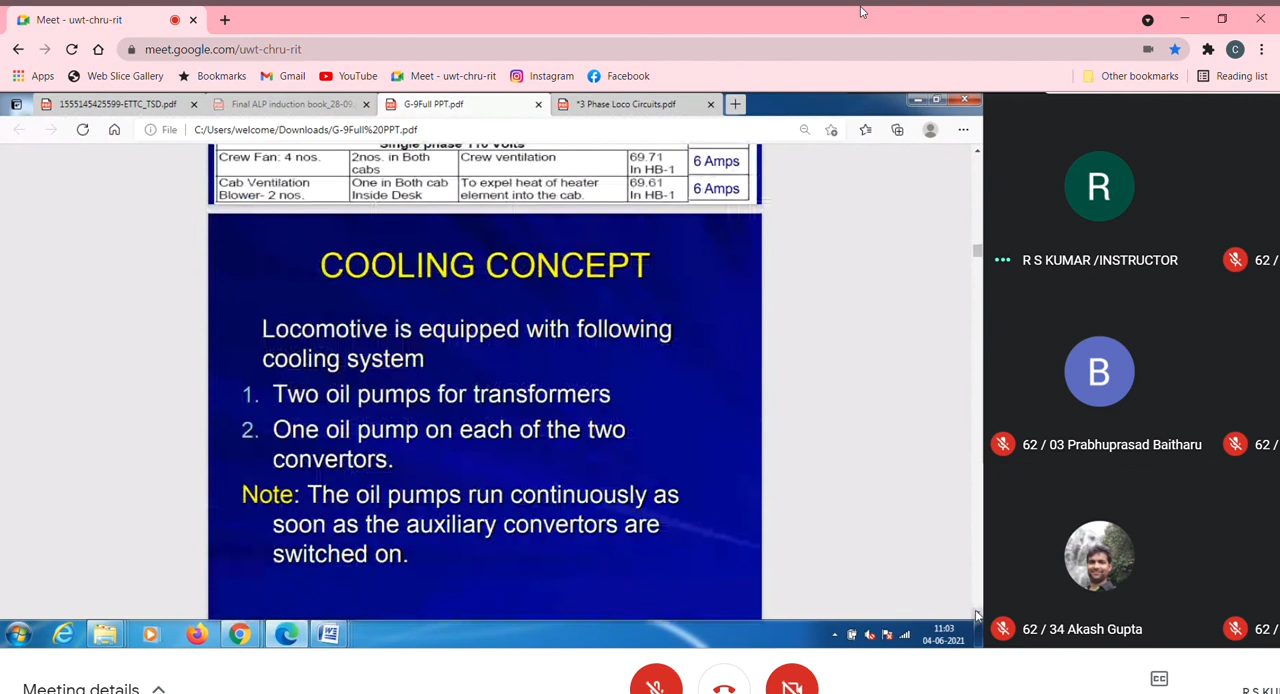 Meet - uwt-chru-rit
meet.google.com/uwt-chru-rit
Apps Web Slice Gallery Bookmarks Gmail YouTube Meet - uwt-chru-rit Instagram Facebook Other bookmarks Reading list
C
1555145425599-ETTC_TSD.pdf Final ALP induction book_28-09. G-9Full PPT.pdf *3 Phase Loco Circuits.pdf
File C:/Users/welcome/Downloads/G-9Full%20PPT.pdf
Single phase 110 Volts
Crew Fan: 4 nos. 2nos. in Both cabs Crew ventilation 69.71 In HB-1 6 Amps
Cab Ventilation Blower- 2 nos. One in Both cab Inside Desk To expel heat of heater element into the cab. 69.61 In HB-1 6 Amps
COOLING CONCEPT
Locomotive is equipped with following
cooling system
1. Two oil pumps for transformers
2. One oil pump on each of the two
convertors.
Note: The oil pumps run continuously as
soon as the auxiliary convertors are
switched on.
R
R S KUMAR /INSTRUCTOR 62 /
B
62 / 03 Prabhuprasad Baitharu 62 /
62 / 34 Akash Gupta 62 /
11:03
04-06-2021
Meeting details
CC
R S KU